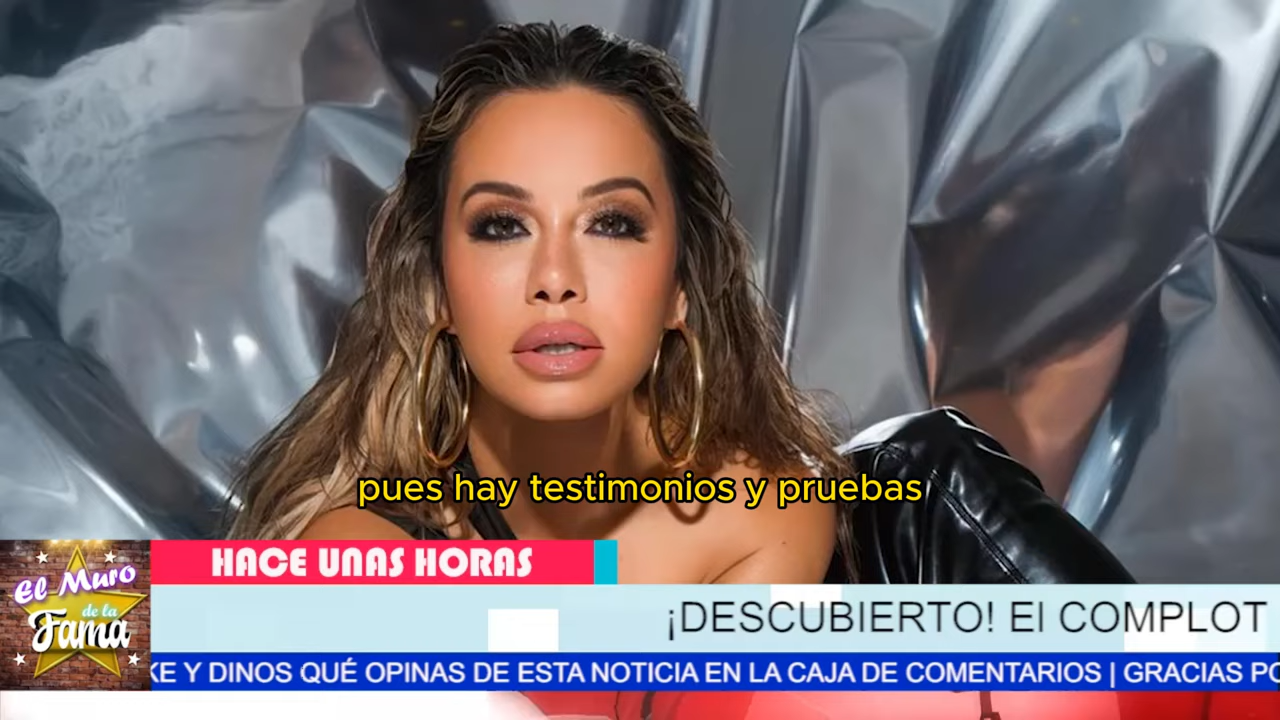 pues hay testimonios y pruebas
HACE UNAS HORAS
El Muro
de la
Fama
¡DESCUBIERTO! El COMPLOT
KE Y DINOS QUÉ OPINAS DE ESTA NOTICIA EN LA CAJA DE COMENTARIOS | GRACIAS PO